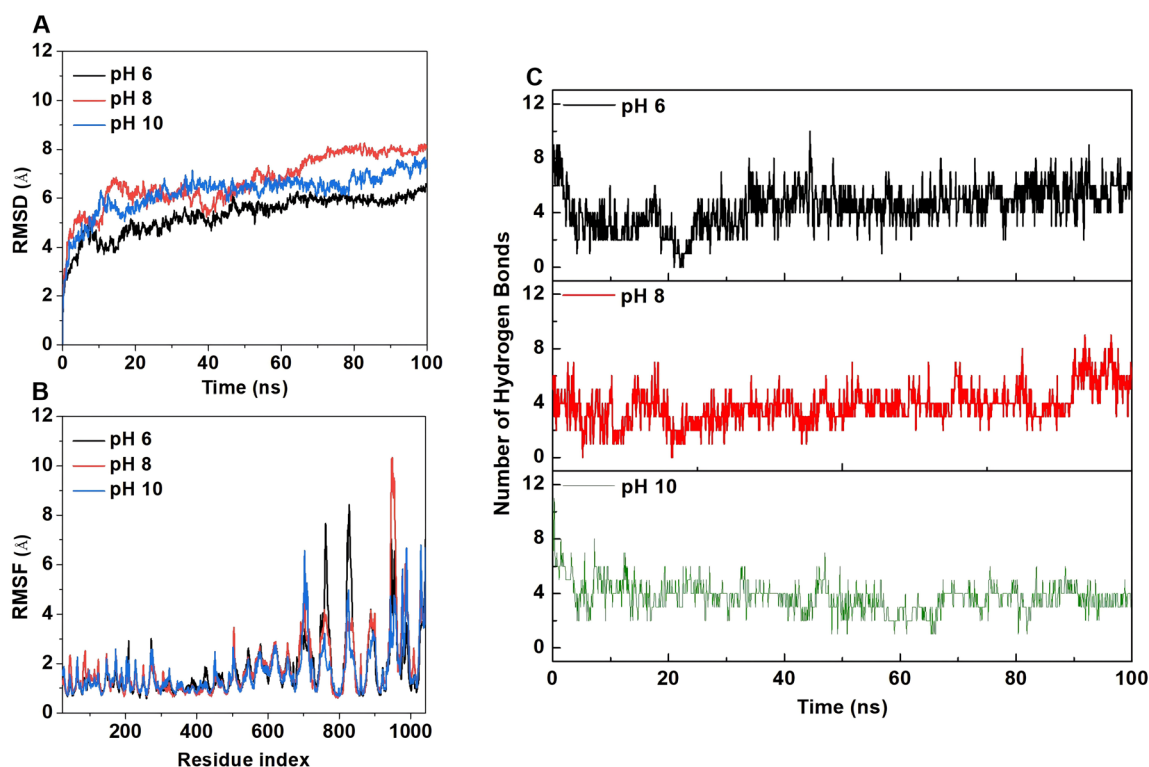 A
12
10
8
6
4
2
0
RMSD (Å)
pH 6
pH 8
pH 10
0 20 40 60 80 100
Time (ns)
B
12
10
8
6
4
2
0
RMSF (Å)
pH 6
pH 8
pH 10
200 400 600 800 1000
Residue index
C
Number of Hydrogen Bonds
12
8
4
0
pH 6
12
8
4
0
pH 8
12
8
4
0
pH 10
0 20 40 60 80 100
Time (ns)